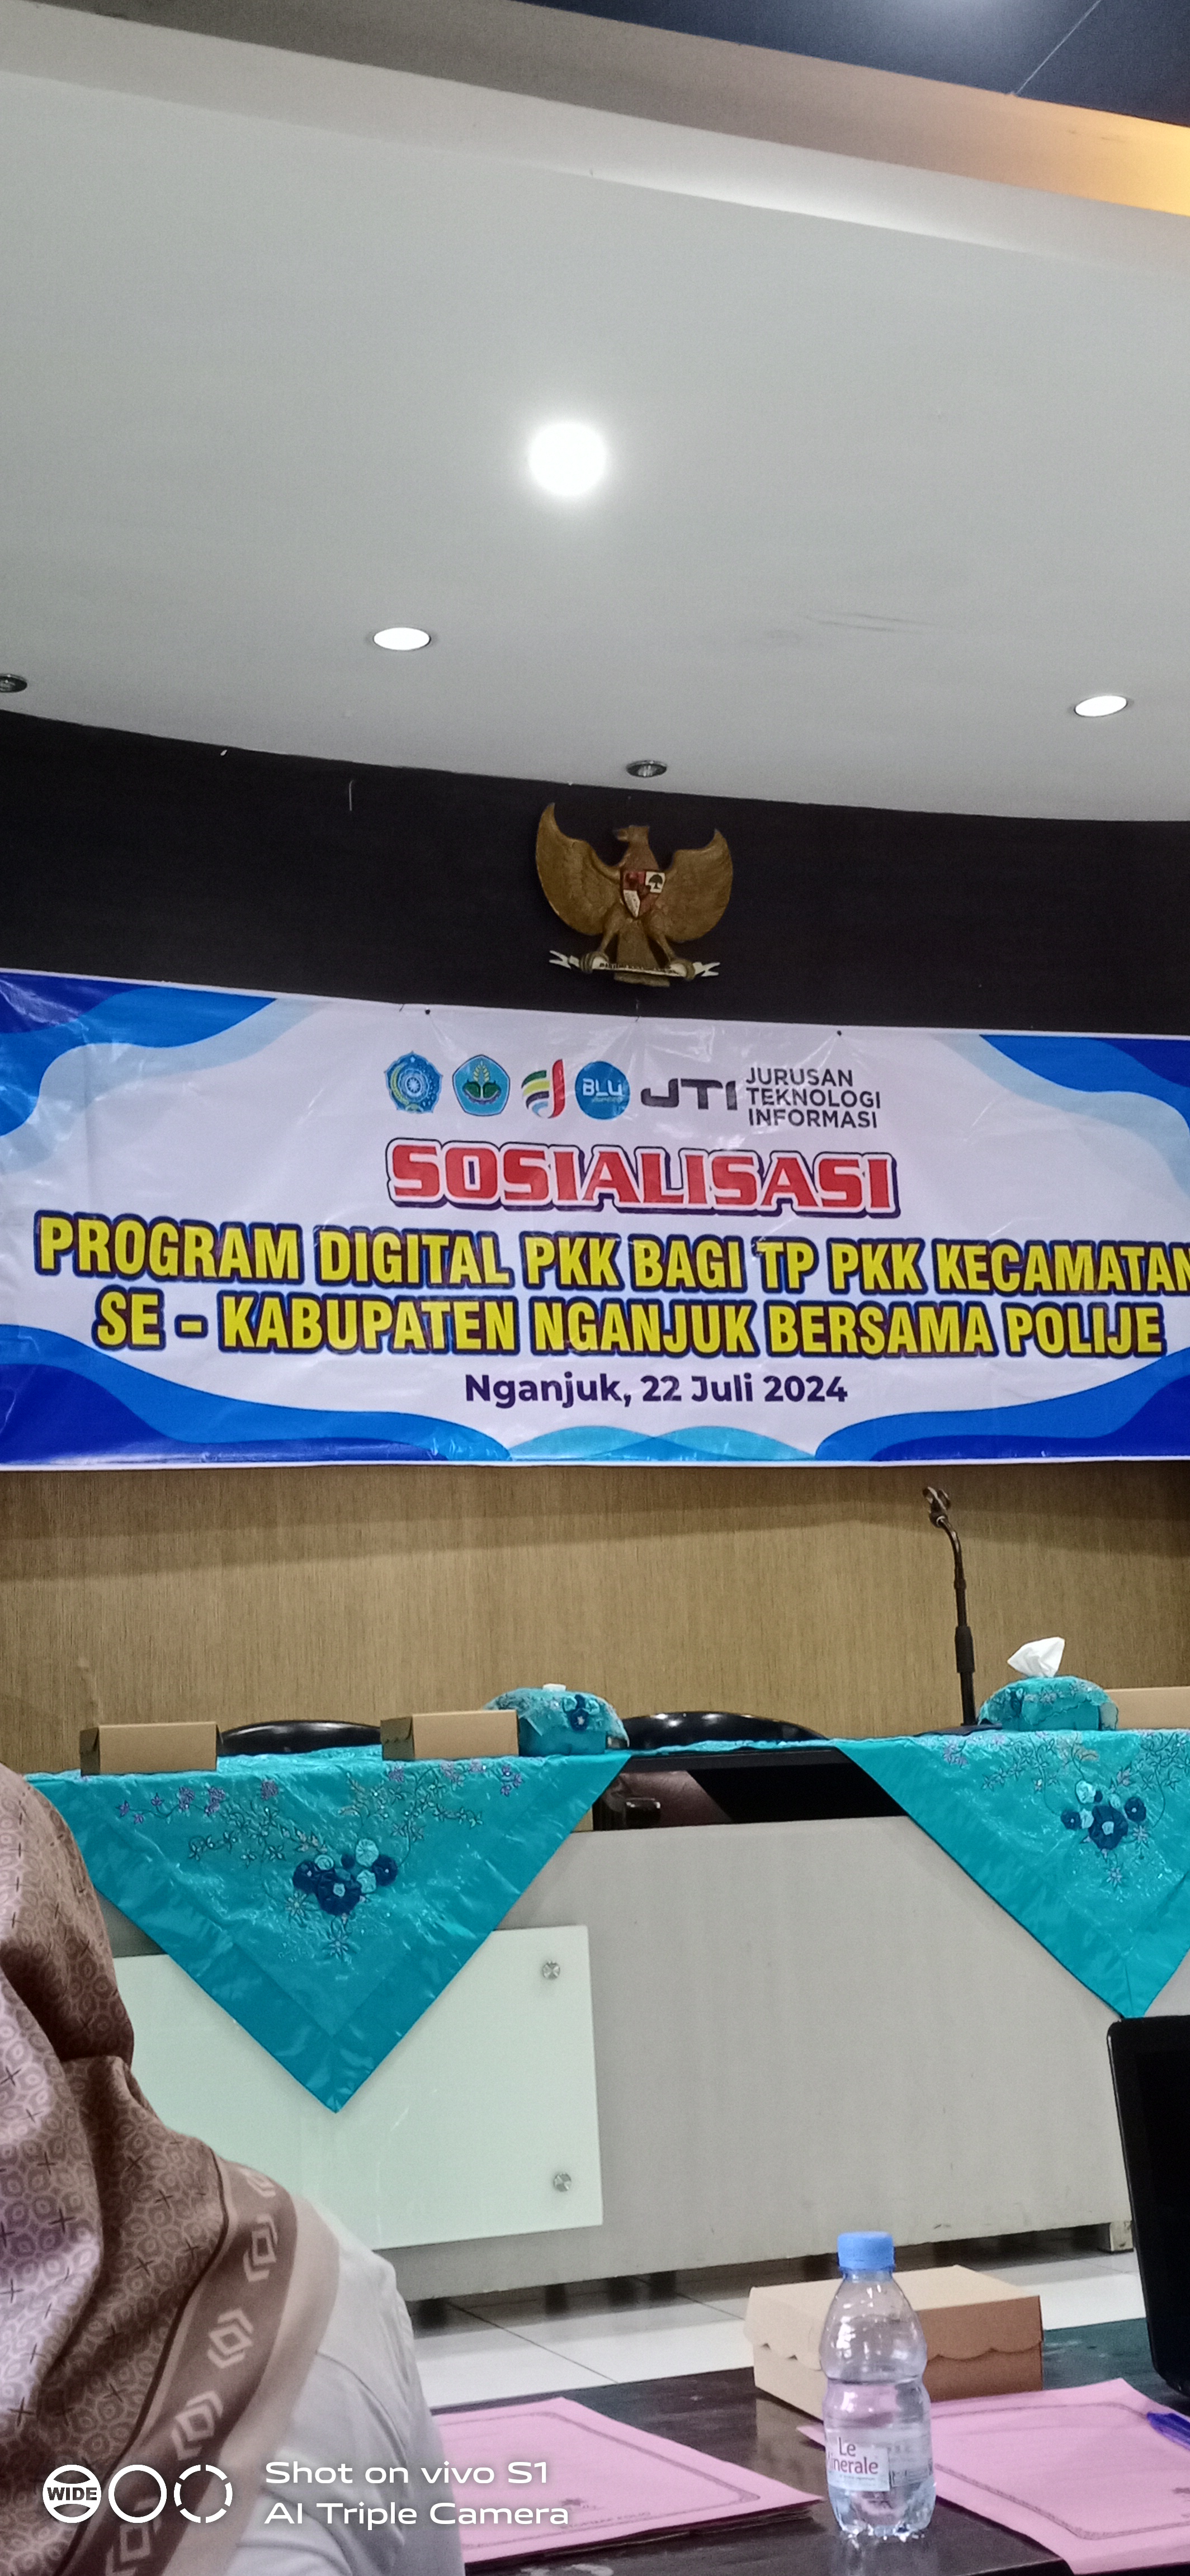 BLU
JTI
JURUSAN
TEKNOLOGI
INFORMASI
SOSIALISASI
PROGRAM DIGITAL PKK BAGI TP PKK KECAMATAN
SE - KABUPATEN NGANJUK BERSAMA POLIJE
Nganjuk, 22 Juli 2024
Le
inerale
WIDE
Shot on vivo S1
AI Triple Camera